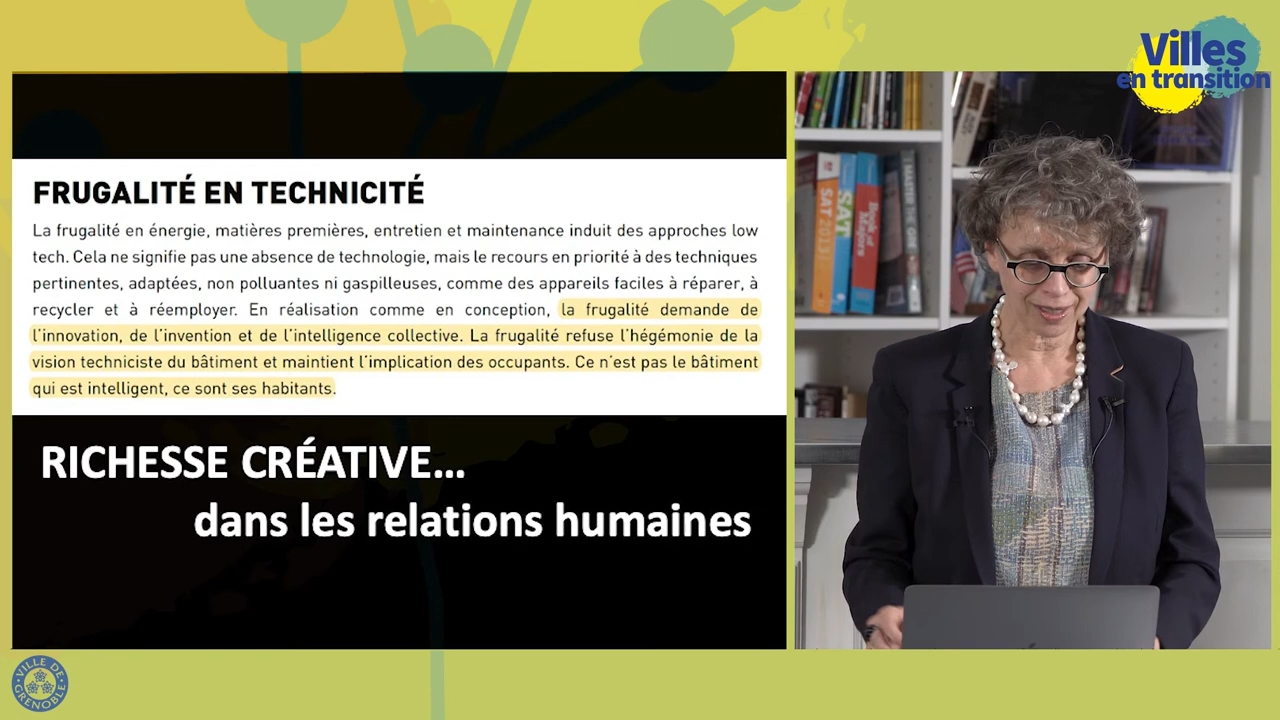 Villes
en transition
FRUGALITÉ EN TECHNICITÉ
La frugalité en énergie, matières premières, entretien et maintenance induit des approches low
tech. Cela ne signifie pas une absence de technologie, mais le recours en priorité à des techniques
pertinentes, adaptées, non polluantes ni gaspilleuses, comme des appareils faciles à réparer, à
recycler et à réemployer. En réalisation comme en conception, la frugalité demande de
l'innovation, de l'invention et de l'intelligence collective. La frugalité refuse l'hégémonie de la
vision techniciste du bâtiment et maintient l'implication des occupants. Ce n'est pas le bâtiment
qui est intelligent, ce sont ses habitants.
RICHESSE CRÉATIVE...
dans les relations humaines
SAT 2013
SAT
Book of
Majors
VILLE DE
GRENOBLE